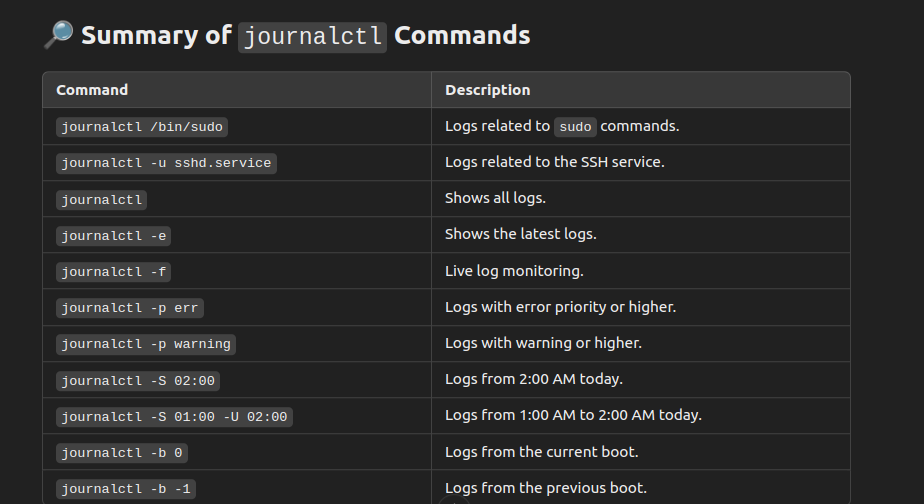 🔎 Summary of journalctl Commands
Command Description
journalctl /bin/sudo Logs related to sudo commands.
journalctl -u sshd.service Logs related to the SSH service.
journalctl Shows all logs.
journalctl -e Shows the latest logs.
journalctl -f Live log monitoring.
journalctl -p err Logs with error priority or higher.
journalctl -p warning Logs with warning or higher.
journalctl -S 02:00 Logs from 2:00 AM today.
journalctl -S 01:00 -U 02:00 Logs from 1:00 AM to 2:00 AM today.
journalctl -b 0 Logs from the current boot.
journalctl -b -1 Logs from the previous boot.